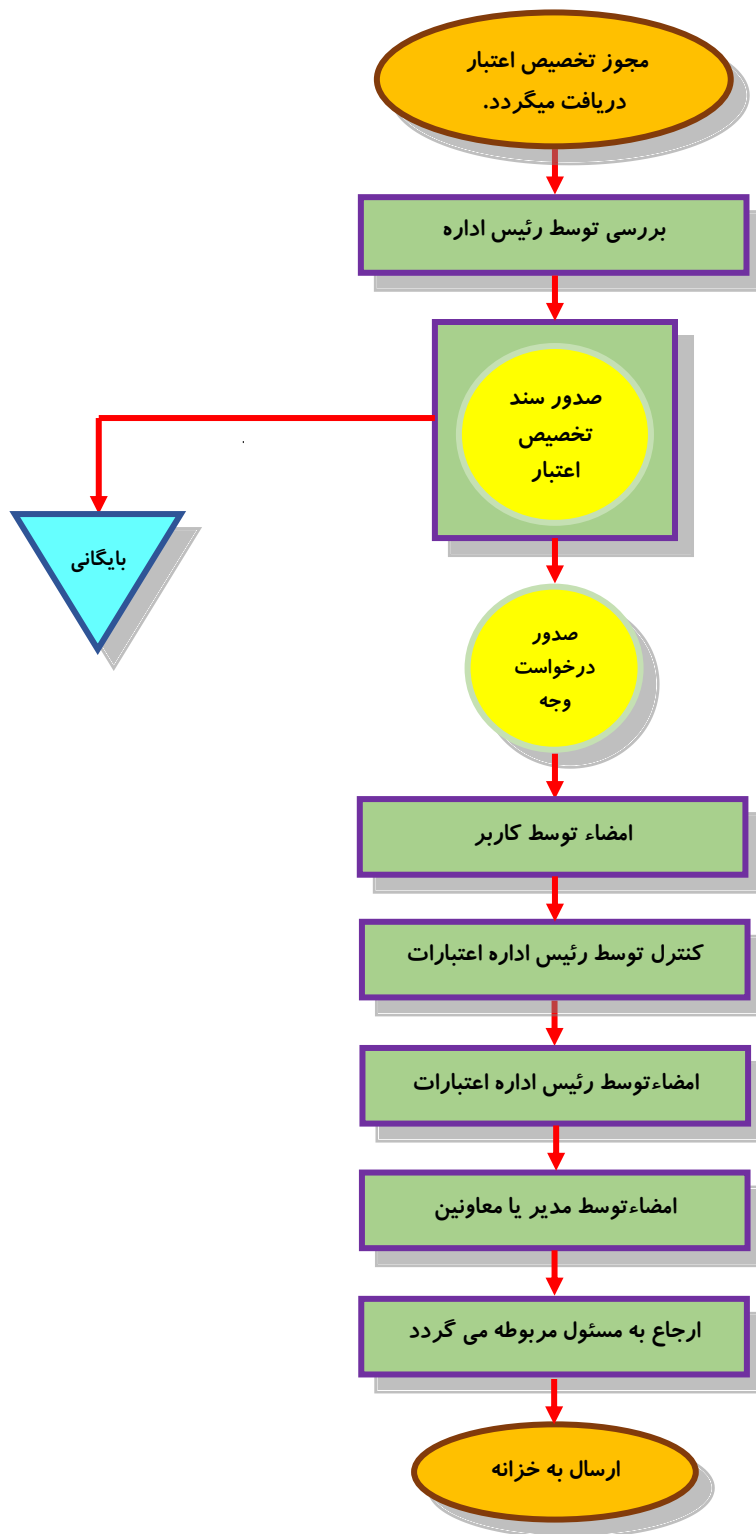 مجوز تخصیص اعتبار
دریافت میگردد.
بررسی توسط رئیس اداره
صدور سند
تخصیص
اعتبار
بایگانی
صدور
درخواست
وجه
امضاء توسط کاربر
کنترل توسط رئیس اداره اعتبارات
امضاءتوسط رئیس اداره اعتبارات
امضاءتوسط مدیر یا معاونین
ارجاع به مسئول مربوطه می گردد
ارسال به خزانه